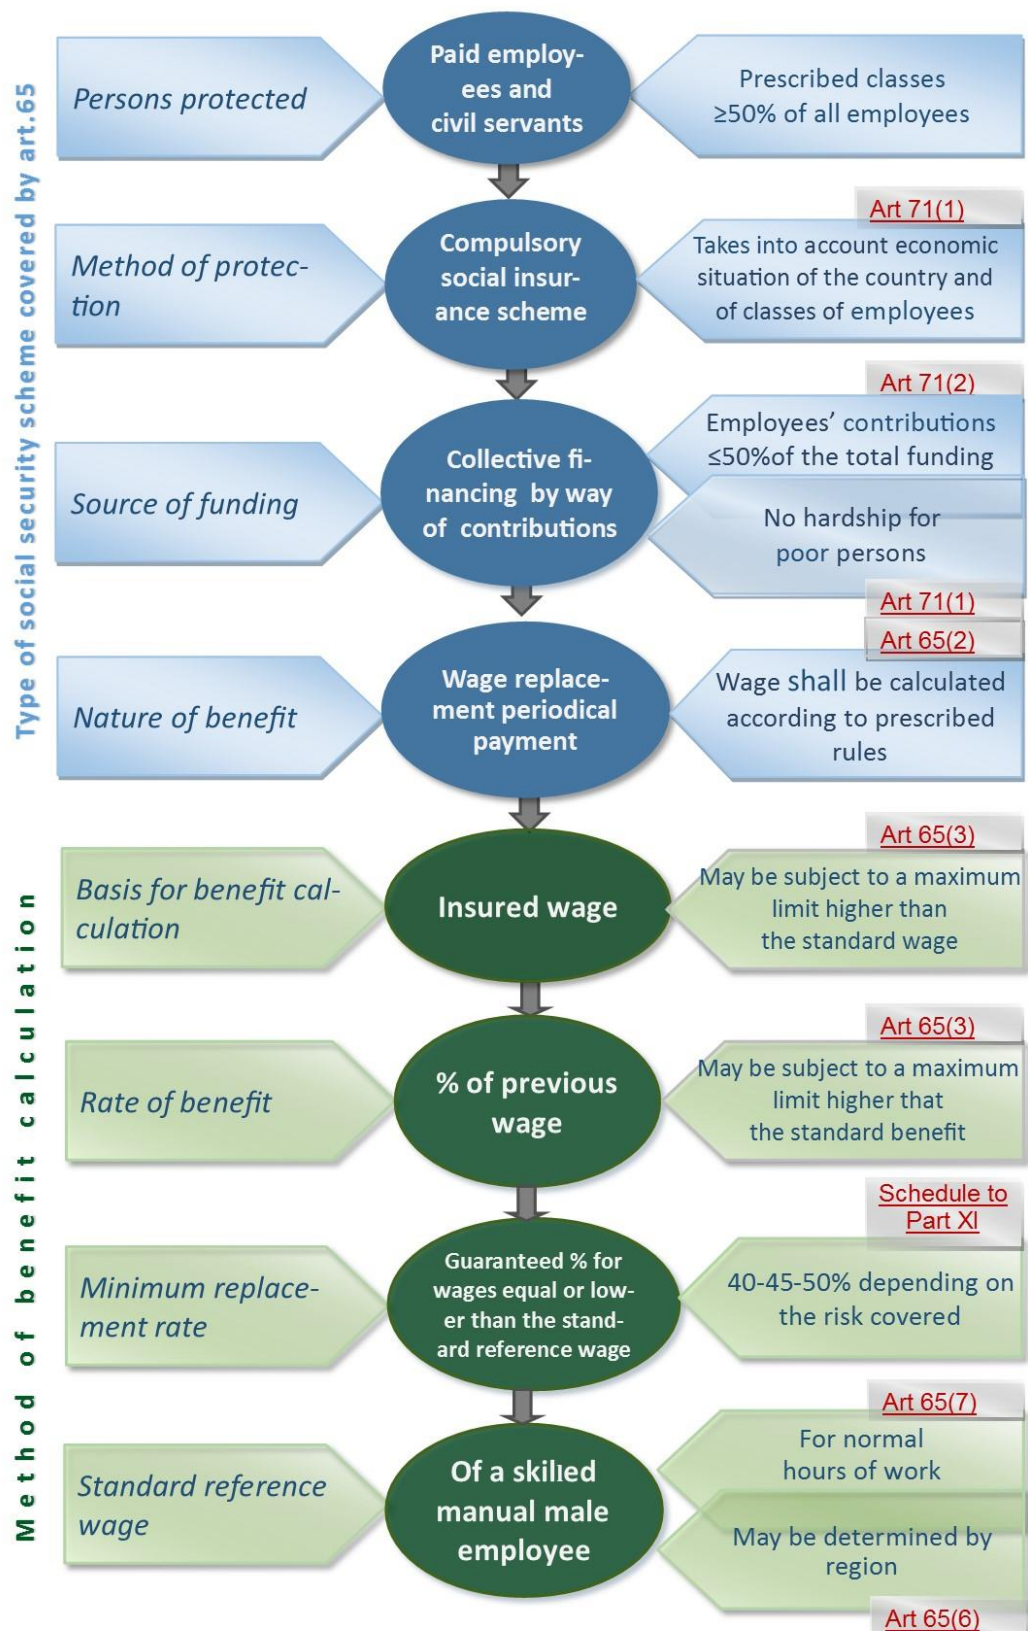 Type of social security scheme covered by art.65
Persons protected
Paid employ-
ees and
civil servants
Prescribed classes
≥50% of all employees
Method of protec-
tion
Compulsory
social insur-
ance scheme
Art 71(1)
Takes into account economic
situation of the country and
of classes of employees
Source of funding
Collective fi-
nancing by way
of contributions
Art 71(2)
Employees’ contributions
≤50%of the total funding
No hardship for
poor persons
Art 71(1)
Nature of benefit
Wage replace-
ment periodical
payment
Art 65(2)
Wage shall be calculated
according to prescribed
rules
Method of benefit calculation
Basis for benefit cal-
culation
Insured wage
Art 65(3)
May be subject to a maximum
limit higher than
the standard wage
Rate of benefit
% of previous
wage
Art 65(3)
May be subject to a maximum
limit higher that
the standard benefit
Minimum replace-
ment rate
Guaranteed % for
wages equal or low-
er than the stand-
ard reference wage
Schedule to
Part XI
40-45-50% depending on
the risk covered
Standard reference
wage
Of a skilled
manual male
employee
Art 65(7)
For normal
hours of work
May be determined by
region
Art 65(6)